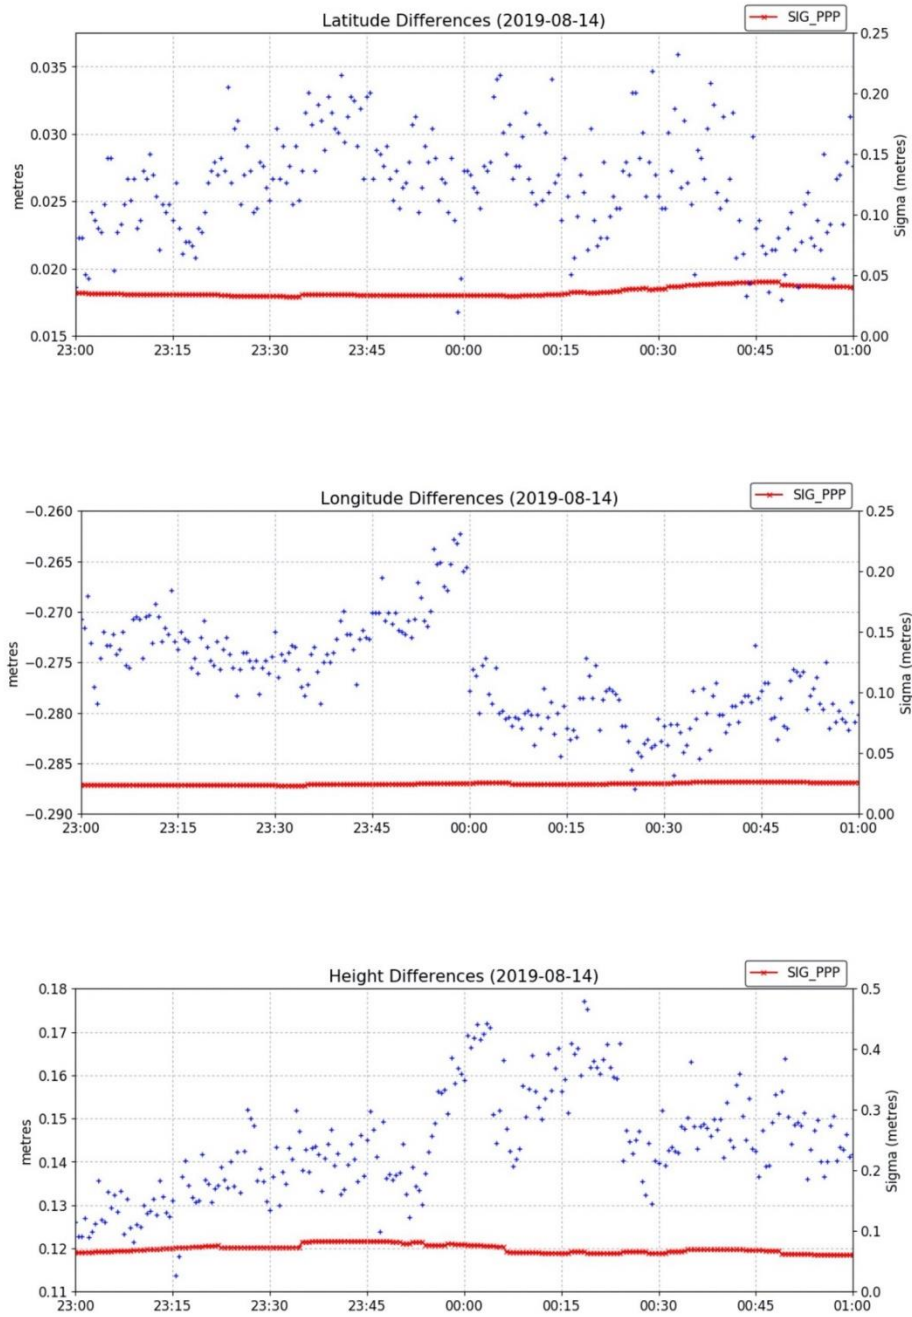 Latitude Differences (2019-08-14)
SIG_PPP
0.035
0.030
0.025
0.020
0.015
metres
0.25
0.20
0.15
0.10
0.05
0.00
Sigma (metres)
23:00 23:15 23:30 23:45 00:00 00:15 00:30 00:45 01:00
Longitude Differences (2019-08-14)
SIG_PPP
−0.260
−0.265
−0.270
−0.275
−0.280
−0.285
−0.290
metres
0.25
0.20
0.15
0.10
0.05
0.00
Sigma (metres)
23:00 23:15 23:30 23:45 00:00 00:15 00:30 00:45 01:00
Height Differences (2019-08-14)
SIG_PPP
0.18
0.17
0.16
0.15
0.14
0.13
0.12
0.11
metres
0.5
0.4
0.3
0.2
0.1
0.0
Sigma (metres)
23:00 23:15 23:30 23:45 00:00 00:15 00:30 00:45 01:00